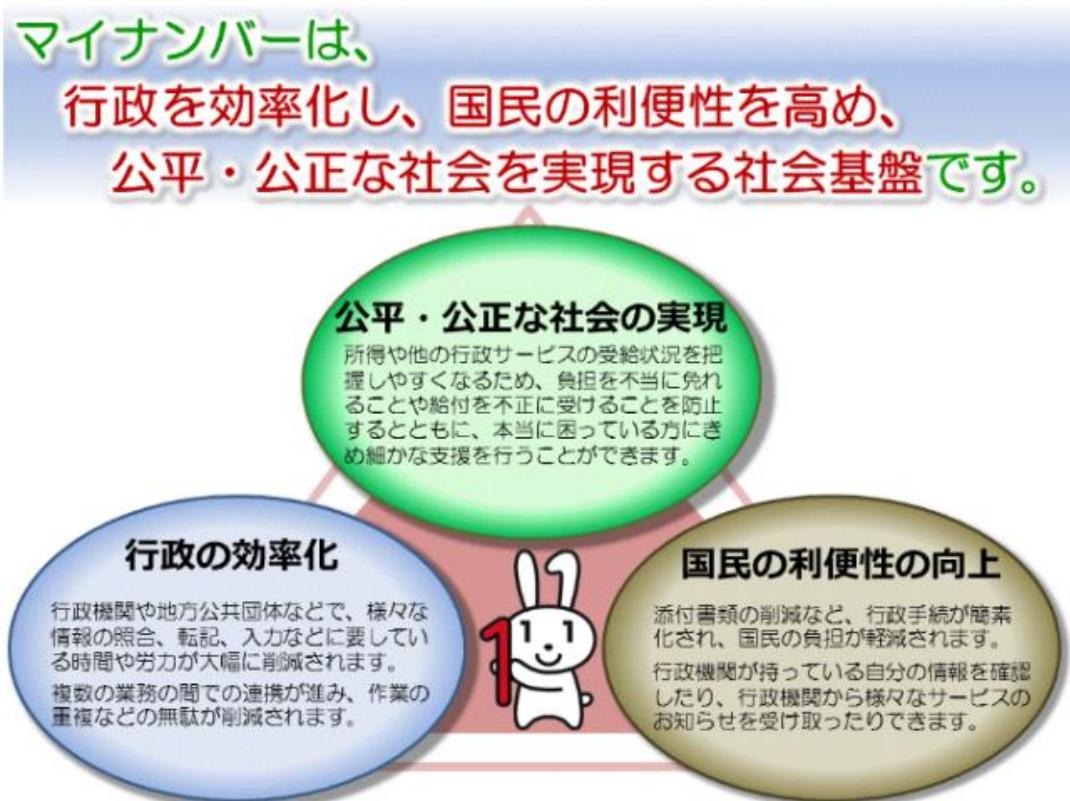 マイナンバーは、
行政を効率化し、国民の利便性を高め、
公平・公正な社会を実現する社会基盤です。
公平・公正な社会の実現
所得や他の行政サービスの受給状況を把
握しやすくなるため、負担を不当に免れ
ることや給付を不正に受けることを防止
するとともに、本当に困っている方にき
め細かな支援を行うことができます。
行政の効率化
行政機関や地方公共団体などで、様々な
情報の照合、転記、入力などに要してい
る時間や労力が大幅に削減されます。
複数の業務の間での連携が進み、作業の
重複などの無駄が削減されます。
1
1 1
国民の利便性の向上
添付書類の削減など、行政手続が簡素
化され、国民の負担が軽減されます。
行政機関が持っている自分の情報を確認
したり、行政機関から様々なサービスの
お知らせを受け取ったりできます。